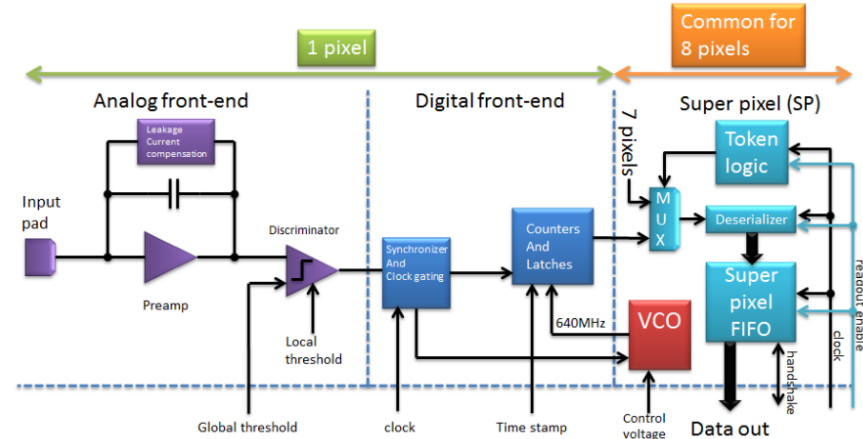 1 pixel
Common for
8 pixels
Analog front-end
Digital front-end
Super pixel (SP)
Leakage
Current
compensation
7 pixels
Token
logic
Input
pad
Discriminator
M
U
X
Deserializer
Synchronizer
And
Clock gating
Counters
And
Latches
Super
pixel
FIFO
Preamp
640MHz
VCO
Local
threshold
readout enable
clock
handshake
Global threshold
clock
Time stamp
Control
voltage
Data out